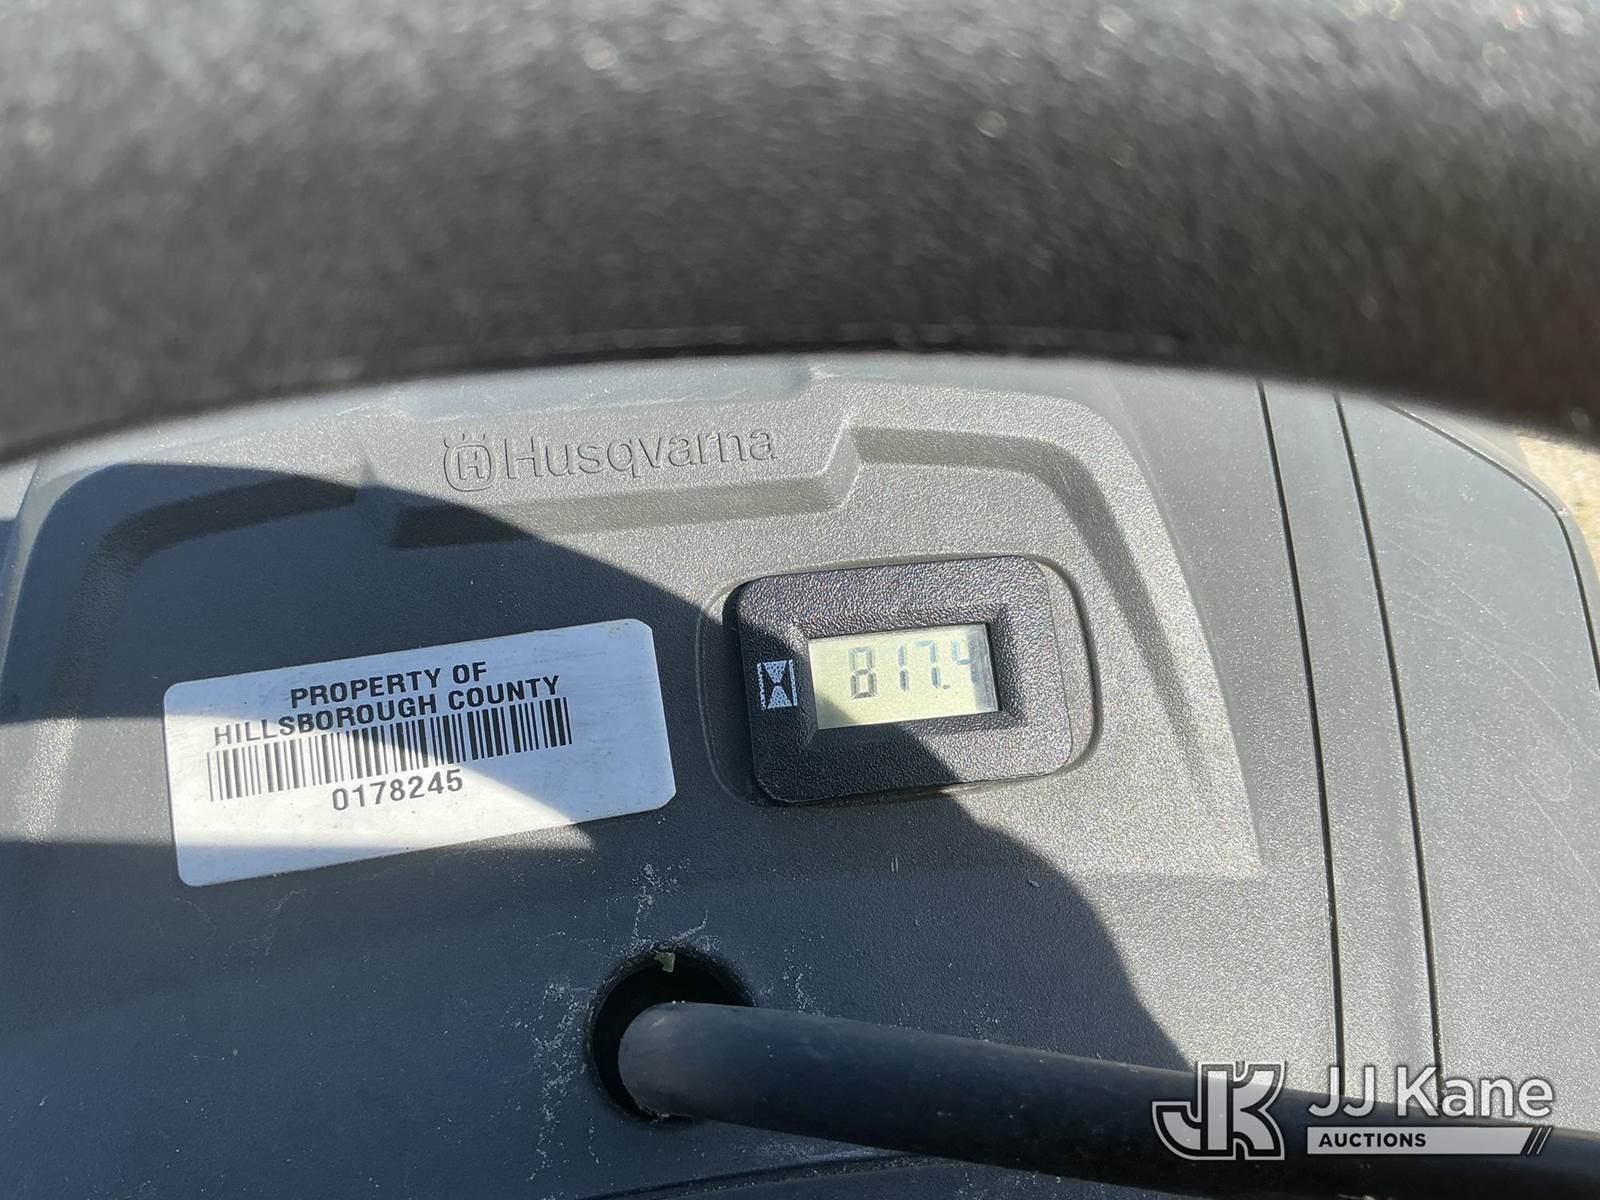 Husqvarna
817.4
PROPERTY OF
HILLSBOROUGH COUNTY
0178245
JJ Kane
AUCTIONS